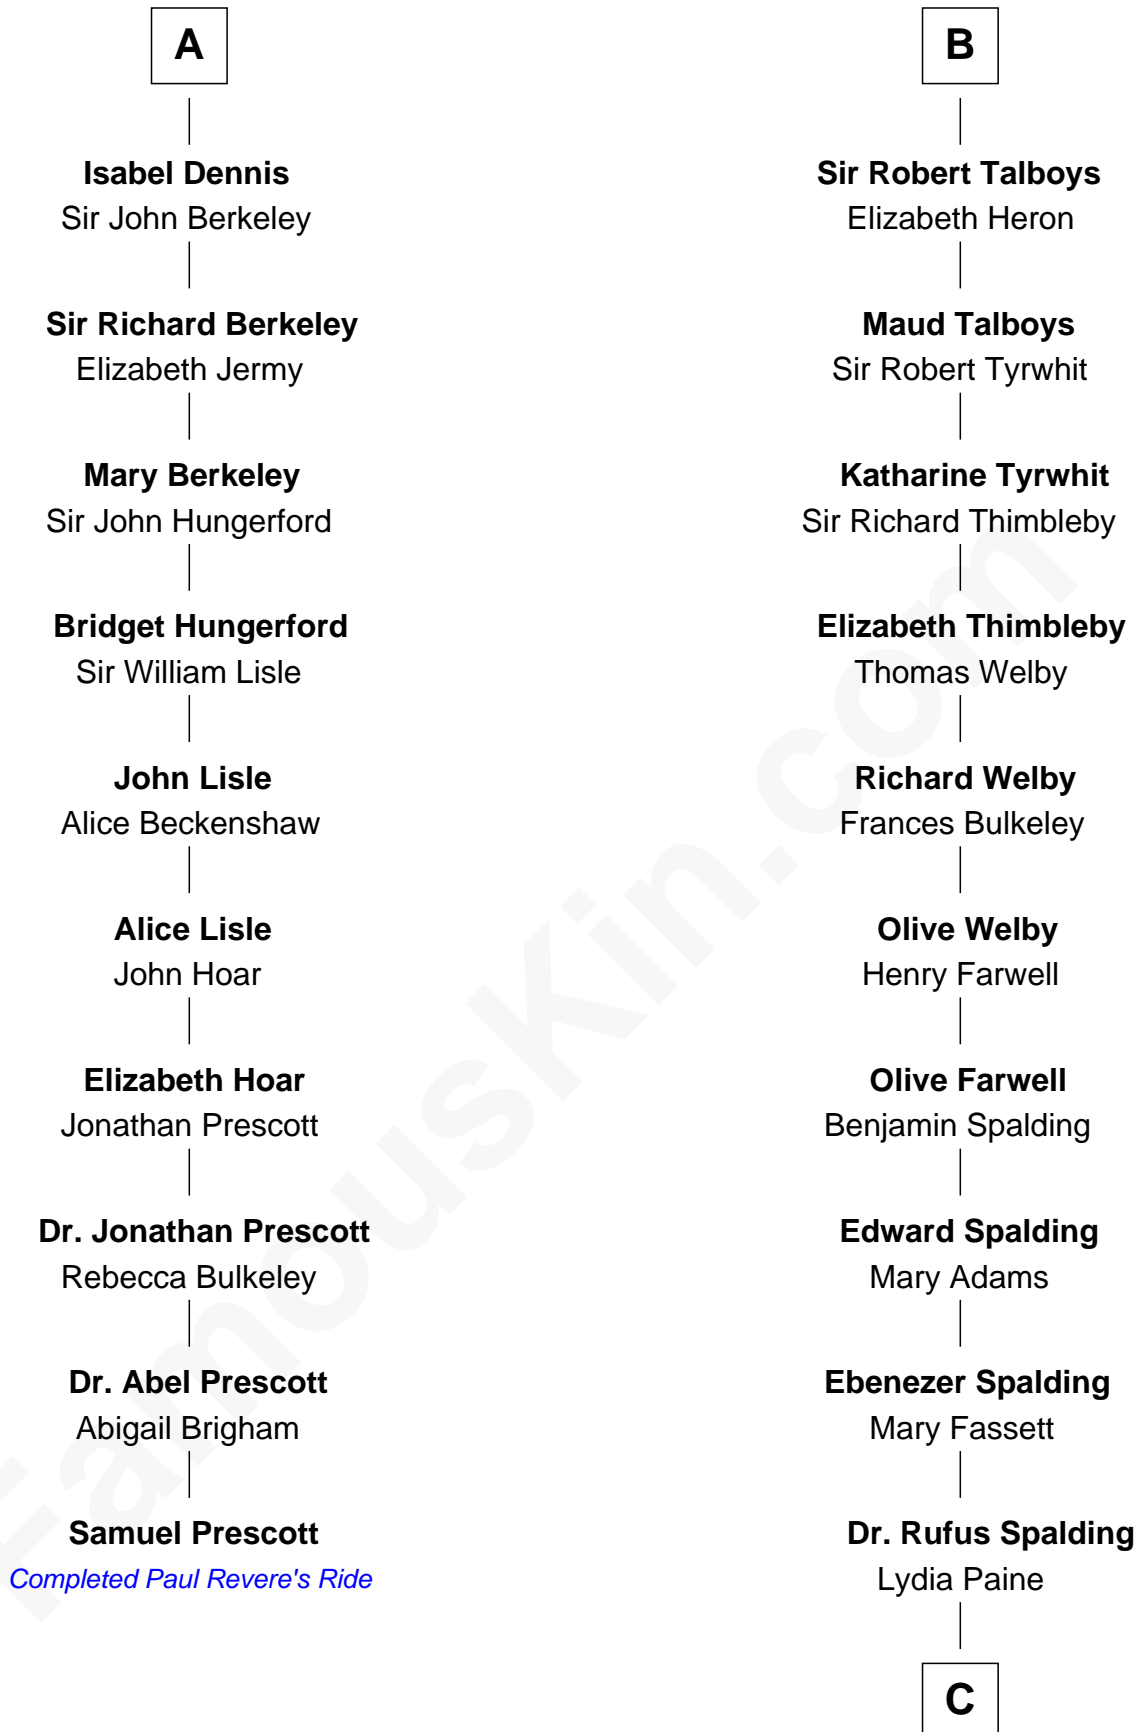 A
Isabel Dennis
Sir John Berkeley
Sir Richard Berkeley
Elizabeth Jermy
Mary Berkeley
Sir John Hungerford
Bridget Hungerford
Sir William Lisle
John Lisle
Alice Beckenshaw
Alice Lisle
John Hoar
Elizabeth Hoar
Jonathan Prescott
Dr. Jonathan Prescott
Rebecca Bulkeley
Dr. Abel Prescott
Abigail Brigham
Samuel Prescott
Completed Paul Revere's Ride
B
Sir Robert Talboys
Elizabeth Heron
Maud Talboys
Sir Robert Tyrwhit
Katharine Tyrwhit
Sir Richard Thimbleby
Elizabeth Thimbleby
Thomas Welby
Richard Welby
Frances Bulkeley
Olive Welby
Henry Farwell
Olive Farwell
Benjamin Spalding
Edward Spalding
Mary Adams
Ebenezer Spalding
Mary Fassett
Dr. Rufus Spalding
Lydia Paine
C
FamousKin.com